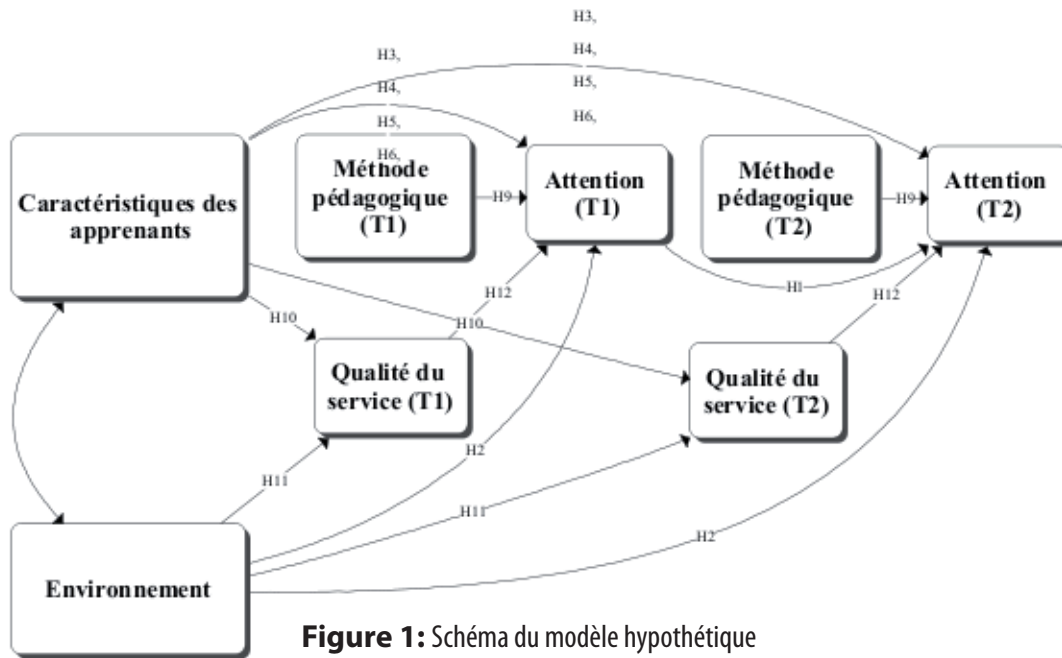 H3,
H4,
H5,
H6,
H3,
H4,
H5,
H6,
Caractéristiques des
apprenants
Méthode
pédagogique
(T1)
H9
Attention
(T1)
Méthode
pédagogique
(T2)
H9
Attention
(T2)
H1
H10
H12
H10
H12
Qualité du
service (T1)
Qualité du
service (T2)
H2
H11
H11
H2
Environnement
Figure 1: Schéma du modèle hypothétique